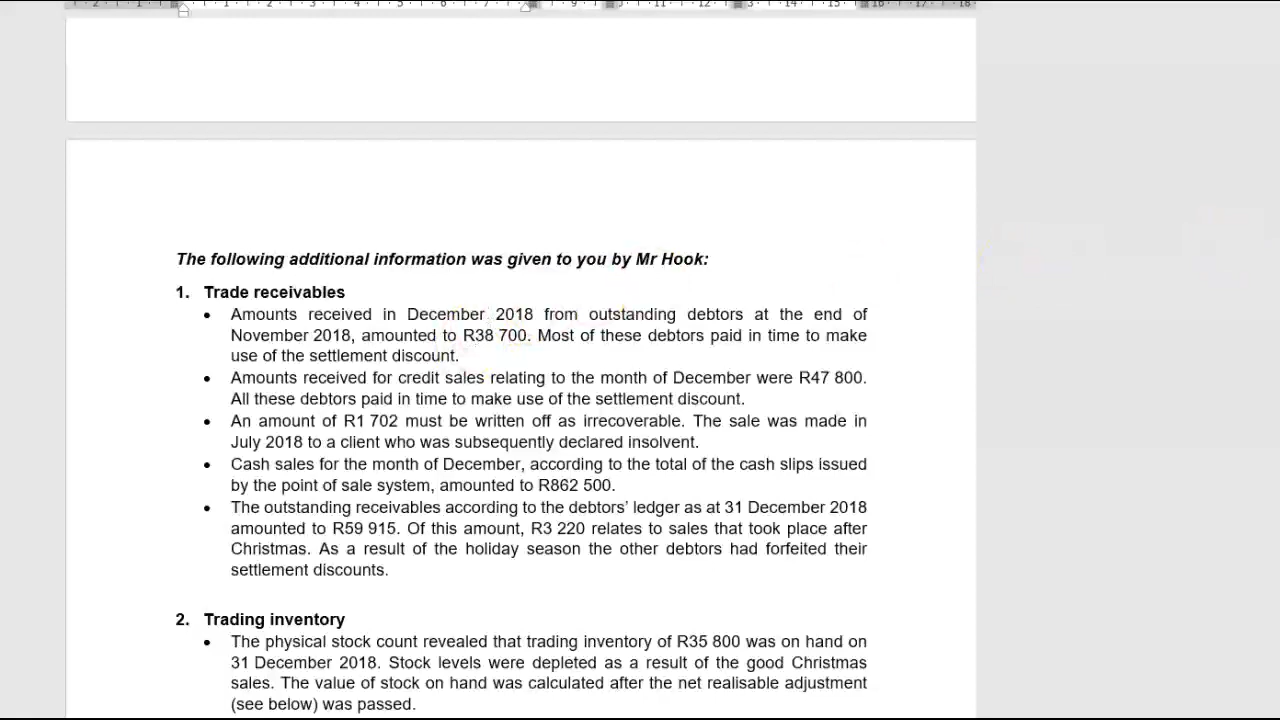 The following additional information was given to you by Mr Hook:
1. Trade receivables
• Amounts received in December 2018 from outstanding debtors at the end of
November 2018, amounted to R38 700. Most of these debtors paid in time to make
use of the settlement discount.
• Amounts received for credit sales relating to the month of December were R47 800.
All these debtors paid in time to make use of the settlement discount.
• An amount of R1 702 must be written off as irrecoverable. The sale was made in
July 2018 to a client who was subsequently declared insolvent.
• Cash sales for the month of December, according to the total of the cash slips issued
by the point of sale system, amounted to R862 500.
• The outstanding receivables according to the debtors’ ledger as at 31 December 2018
amounted to R59 915. Of this amount, R3 220 relates to sales that took place after
Christmas. As a result of the holiday season the other debtors had forfeited their
settlement discounts.
2. Trading inventory
• The physical stock count revealed that trading inventory of R35 800 was on hand on
31 December 2018. Stock levels were depleted as a result of the good Christmas
sales. The value of stock on hand was calculated after the net realisable adjustment
(see below) was passed.